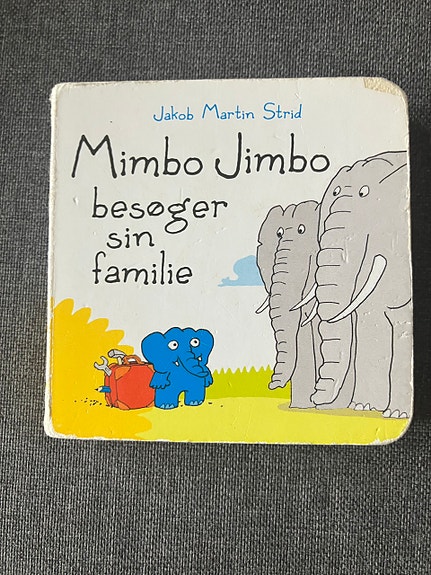 Jakob Martin Strid
Mimbo Jimbo
besøger
sin
familie